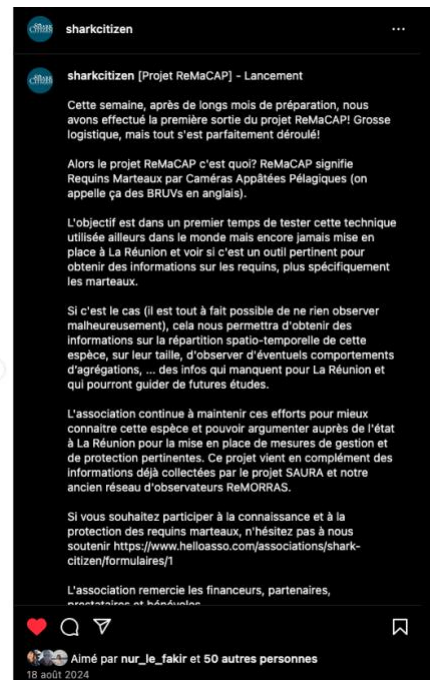 sharkcitizen
sharkcitizen [Projet ReMaCAP] - Lancement
Cette semaine, après de longs mois de préparation, nous
avons effectué la première sortie du projet ReMaCAP! Grosse
logistique, mais tout s'est parfaitement déroulé!
Alors le projet ReMaCAP c'est quoi? ReMaCAP signifie
Requins Marteaux par Caméras Appâtées Pélagiques (on
appelle ça des BRUVs en anglais).
L'objectif est dans un premier temps de tester cette technique
utilisée ailleurs dans le monde mais encore jamais mise en
place à La Réunion et voir si c'est un outil pertinent pour
obtenir des informations sur les requins, plus spécifiquement
les marteaux.
Si c'est le cas (il est tout à fait possible de ne rien observer
malheureusement), cela nous permettra d'obtenir des
informations sur la répartition spatio-temporelle de cette
espèce, sur leur taille, d'observer d'éventuels comportements
d'agrégations, ... des infos qui manquent pour La Réunion et
qui pourront guider de futures études.
L'association continue à maintenir ces efforts pour mieux
connaitre cette espèce et pouvoir argumenter auprès de l'état
à La Réunion pour la mise en place de mesures de gestion et
de protection pertinentes. Ce projet vient en complément des
informations déjà collectées par le projet SAURA et notre
ancien réseau d'observateurs ReMORRAS.
Si vous souhaitez participer à la connaissance et à la
protection des requins marteaux, n'hésitez pas à nous
soutenir https://www.helloasso.com/associations/shark-
citizen/formulaires/1
L'association remercie les financeurs, partenaires,
prestataires et bénévoles
Aimé par nur_le_fakir et 50 autres personnes
18 août 2024